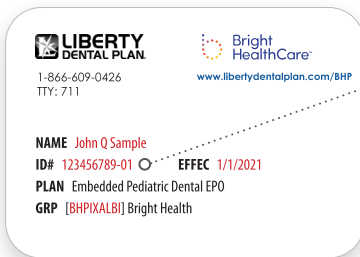 LIBERTY
DENTAL PLAN.
Bright
HealthCare™
1-866-609-0426
TTY: 711
www.libertydentalplan.com/BHP
NAME John Q Sample
ID# 123456789-01 EFFEC 1/1/2021
PLAN Embedded Pediatric Dental EPO
GRP [BHPIXALBI] Bright Health